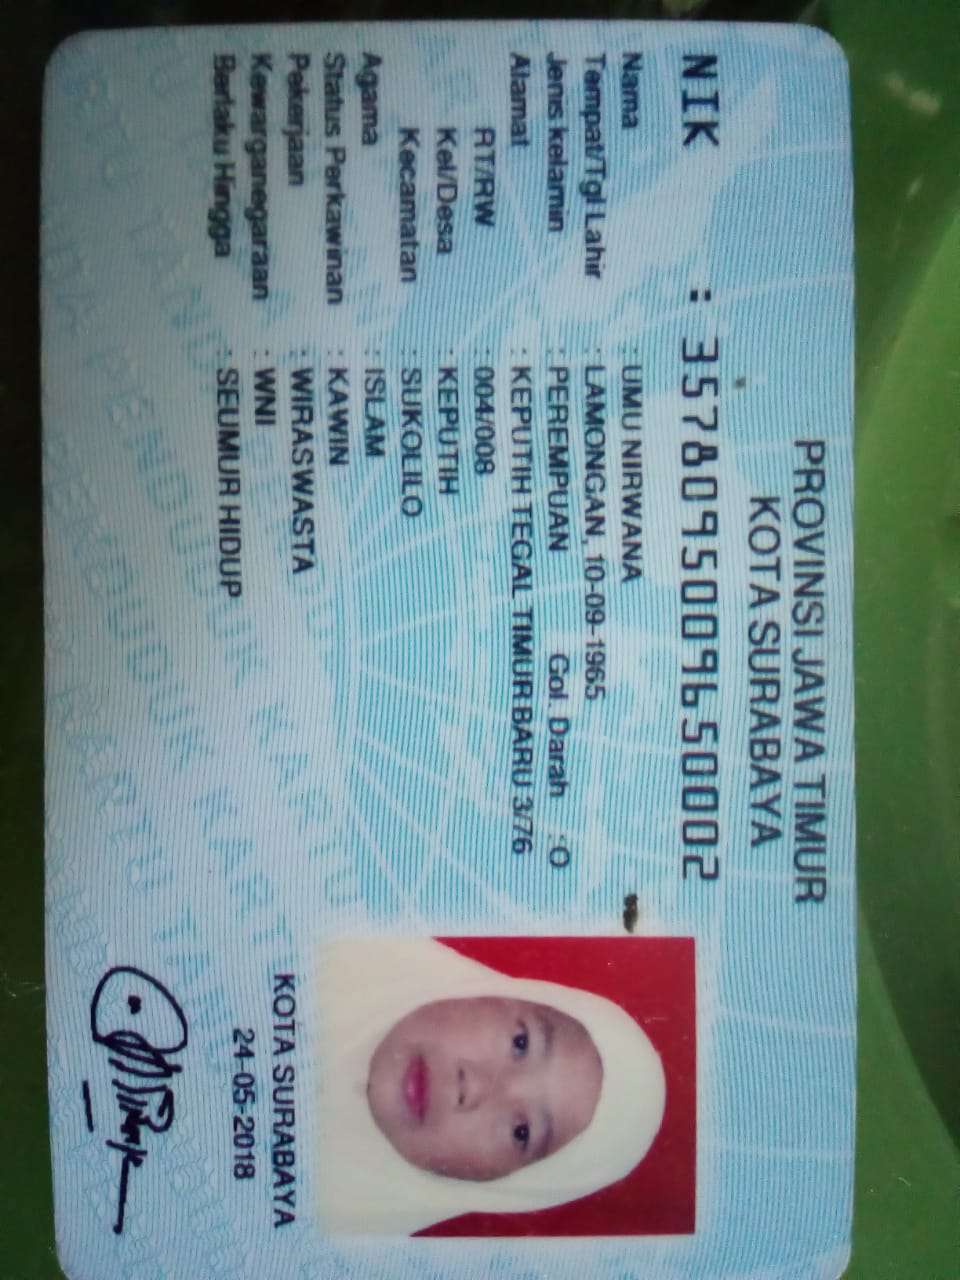 PROVINSI JAWA TIMUR
KOTA SURABAYA
NIK : 3578095009650002
Nama : UMU NIRWANA
Tempat/Tgl Lahir : LAMONGAN, 10-09-1965
Jenis kelamin : PEREMPUAN Gol. Darah : O
Alamat : KEPUTIH TEGAL TIMUR BARU 3/76
RT/RW : 004/008
Kel/Desa : KEPUTIH
Kecamatan : SUKOLILO
Agama : ISLAM
Status Perkawinan : KAWIN
Pekerjaan : WIRASWASTA
Kewarganegaraan : WNI
Berlaku Hingga : SEUMUR HIDUP
KOTA SURABAYA
24-05-2018